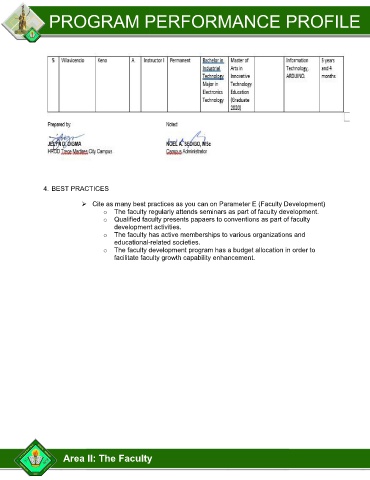 PROGRAM PERFORMANCE PROFILE
5 Villavicencio Keno A. Instructor I Permanent Bachelor in Industrial Technology Major in Electronics Technology Master of Arts in Innovative Technology Education (Graduate 2020) Information Technology, ARDUINO, 3 years and 4 months
Prepared by: Noted:
JELYN O. DIGMA NOEL A. SEDIGO, MSc
HRDO Trece Martires City Campus Campus Administrator
4. BEST PRACTICES
➢ Cite as many best practices as you can on Parameter E (Faculty Development)
o The faculty regularly attends seminars as part of faculty development.
o Qualified faculty presents papaers to conventions as part of faculty
development activities.
o The faculty has active memberships to various organizations and
educational-related societies.
o The faculty development program has a budget allocation in order to
facilitate faculty growth capability enhancement.
Area II: The Faculty